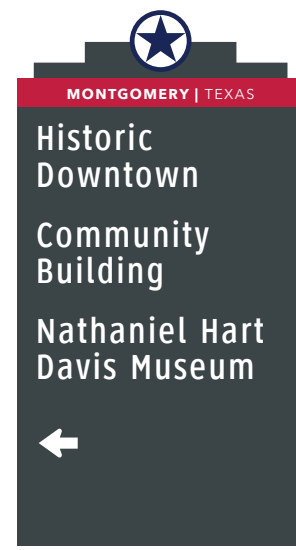 MONTGOMERY | TEXAS
Historic
Downtown
Community
Building
Nathaniel Hart
Davis Museum